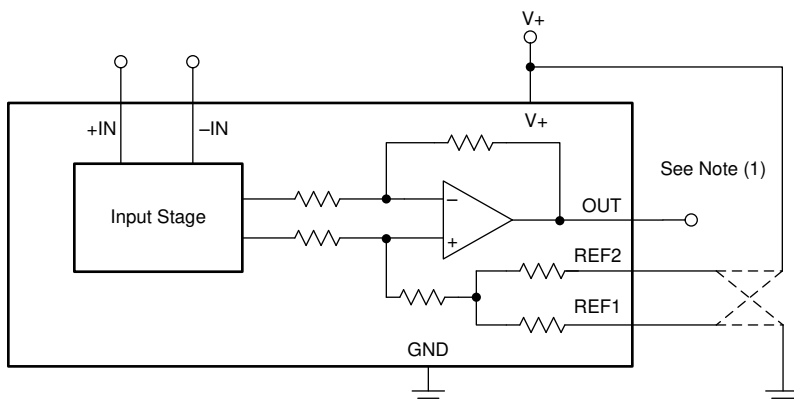 V+
+IN
–IN
V+
See Note (1)
Input Stage
–
+
OUT
REF2
REF1
GND